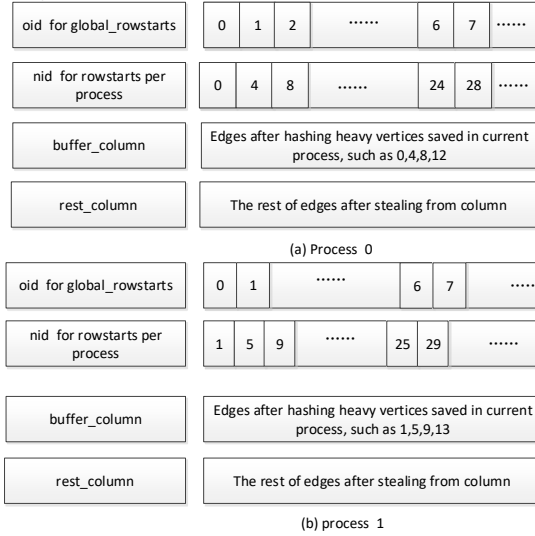 oid for global_rowstarts
0 1 2 ...... 6 7 ......
nid for rowstarts per
process
0 4 8 ...... 24 28 ......
buffer_column
Edges after hashing heavy vertices saved in current
process, such as 0,4,8,12
rest_column
The rest of edges after stealing from column
(a) Process 0
oid for global_rowstarts
0 1 ...... 6 7 ......
nid for rowstarts per
process
1 5 9 ...... 25 29 ......
buffer_column
Edges after hashing heavy vertices saved in current
process, such as 1,5,9,13
rest_column
The rest of edges after stealing from column
(b) process 1